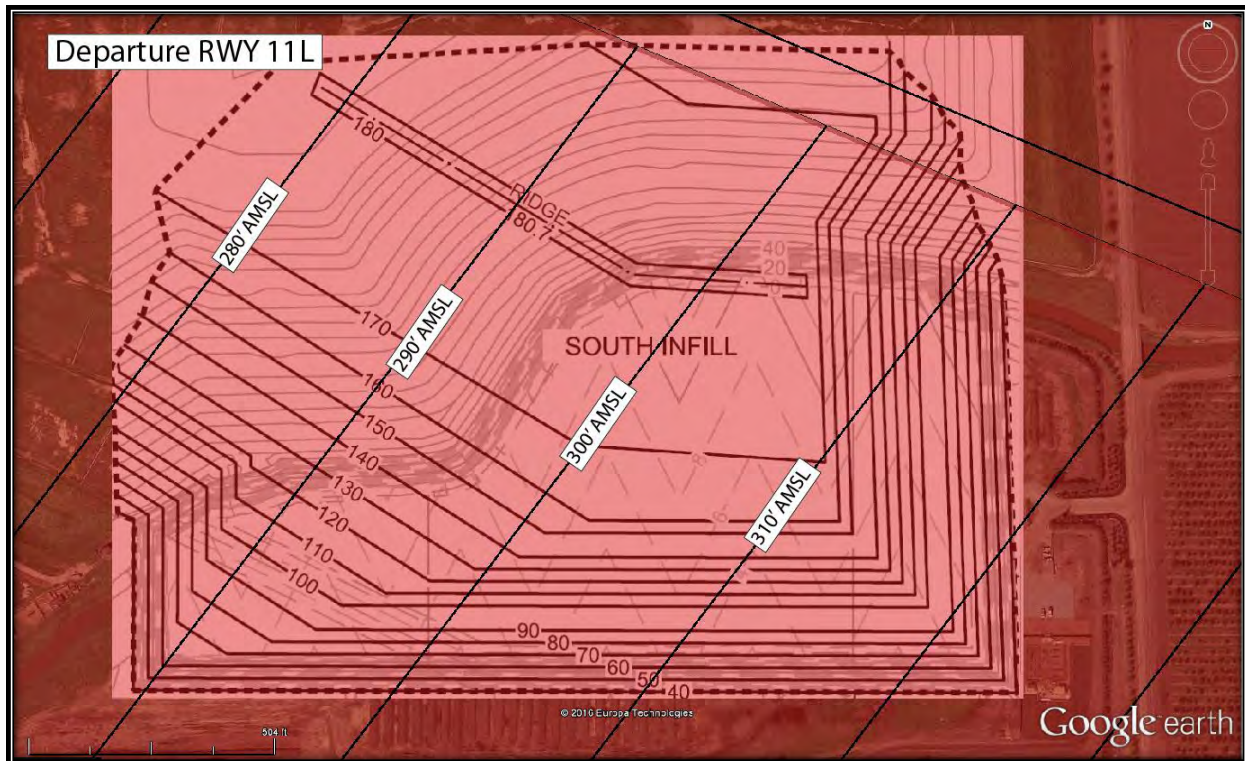 Departure RWY 11L
N
180
RIDGE
80.7
280' AMSL
40
20
170
290' AMSL
SOUTH INFILL
160
300' AMSL
150
140
310' AMSL
130
120
110
100
90
80
70
60
50
40
© 2016 Europa Technologies
504 ft
Google earth